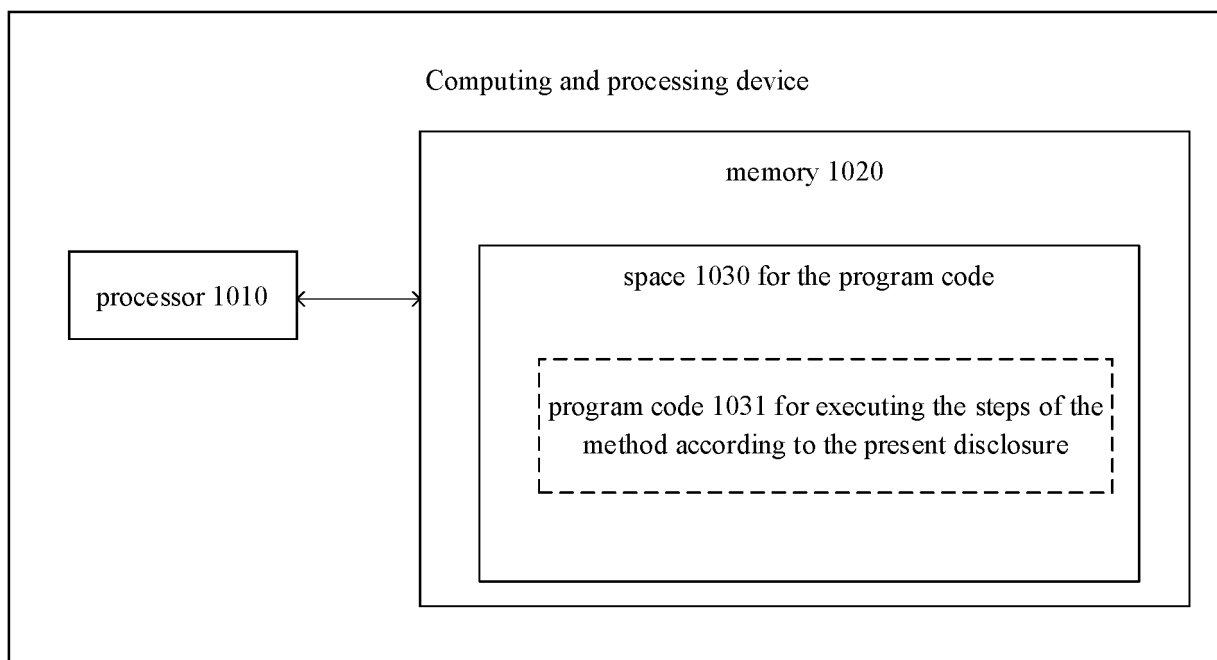 Computing and processing device
memory 1020
space 1030 for the program code
processor 1010
program code 1031 for executing the steps of the
method according to the present disclosure